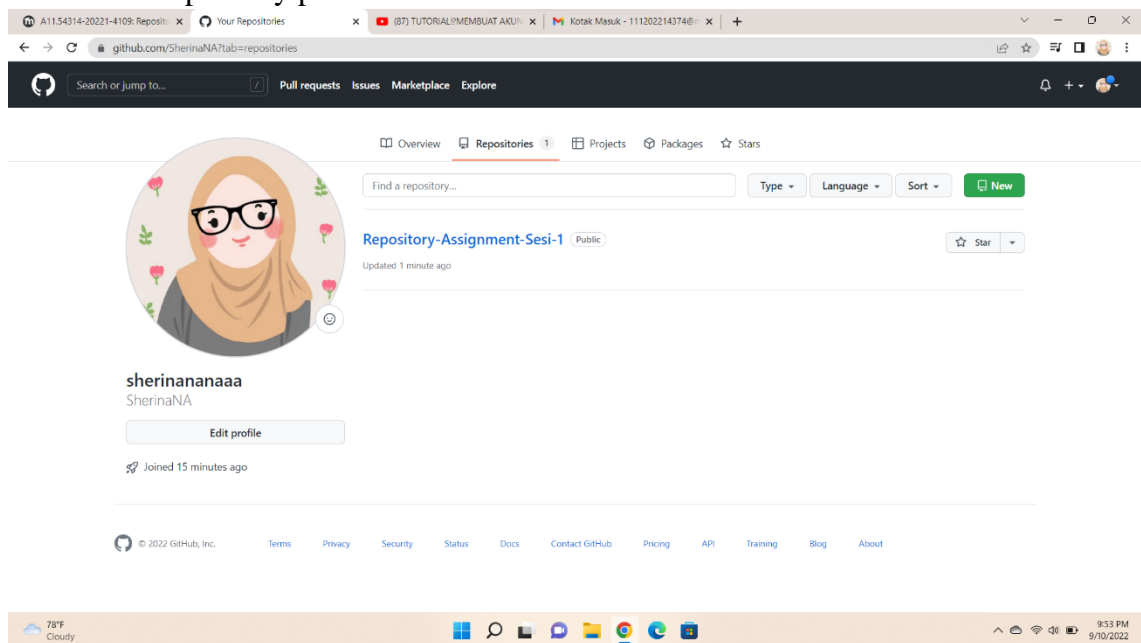 A11.54314-20221-4109: Reposito
Your Repositories
(87) TUTORIAL!!MEMBUAT AKUN
Kotak Masuk - 111202214374@m
github.com/SherinaNA?tab=repositories
Search or jump to...
/
Pull requests Issues Marketplace Explore
Overview Repositories 1 Projects Packages Stars
Find a repository...
Type Language Sort New
Repository-Assignment-Sesi-1 Public
Star
Updated 1 minute ago
sherinananaaa
SherinaNA
Edit profile
Joined 15 minutes ago
© 2022 GitHub, Inc. Terms Privacy Security Status Docs Contact GitHub Pricing API Training Blog About
78°F
Cloudy
9:53 PM
9/10/2022